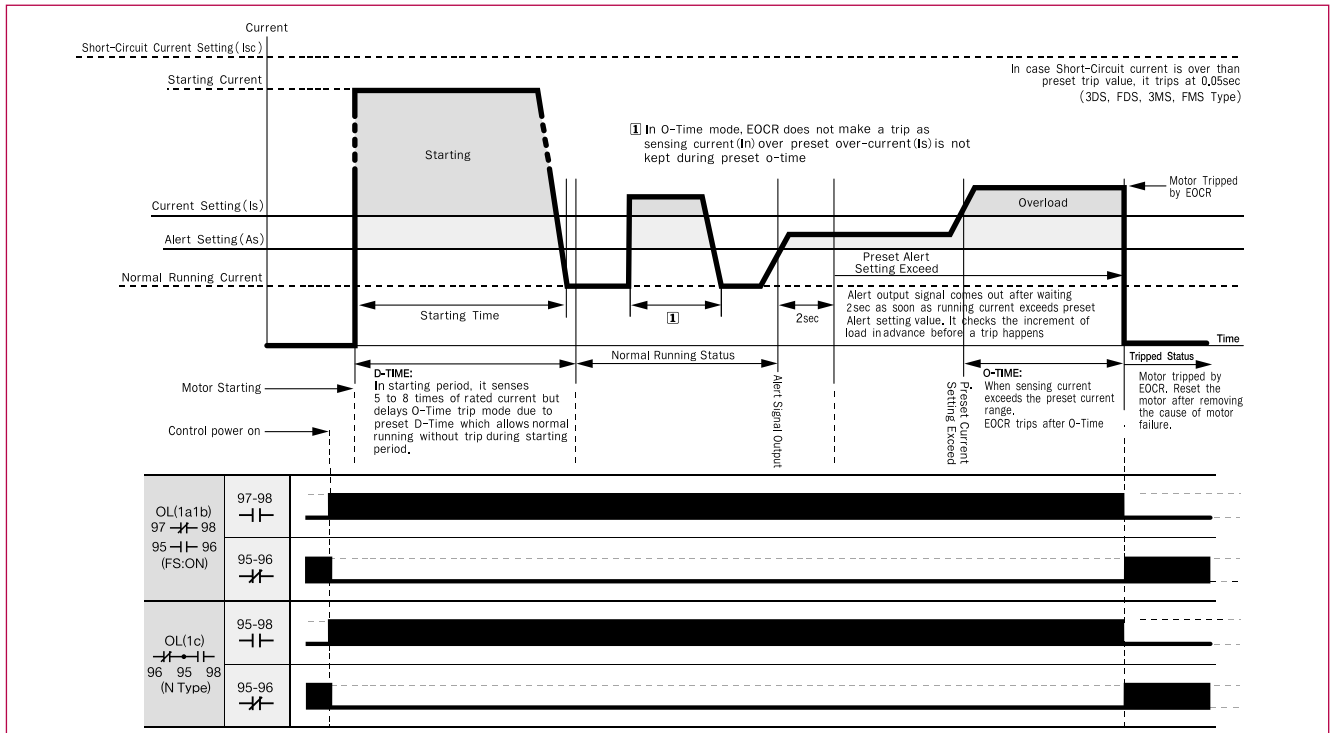 Current
Short-Circuit Current Setting(Isc)
Starting Current
In case Short-Circuit current is over than
preset trip value, it trips at 0.05sec
(3DS, FDS, 3MS, FMS Type)
1 In O-Time mode, EOCR does not make a trip as
sensing current(In) over preset over-current(Is) is not
kept during preset o-time
Starting
Motor Tripped
by EOCR
Current Setting(Is)
Overload
Alert Setting(As)
Preset Alert
Setting Exceed
Normal Running Current
Starting Time
1
2sec
Alert output signal comes out after waiting
2sec as soon as running current exceeds preset
Alert setting value. It checks the increment of
load inadvance before a trip happens
Time
Normal Running Status
Motor Starting
Control power on
D-TIME:
In starting period, it senses
5 to 8 times of rated current but
delays O-Time trip mode due to
preset D-Time which allows normal
running without trip during starting
period.
Alert Signal Output
Preset Current
Setting Exceed
O-TIME:
When sensing current
exceeds the preset current
range.
EOCR trips after O-Time
Tripped Status
Motor tripped by
EOCR. Reset the
motor after removing
the cause of motor
failure.
OL(1a1b)
97 98
95 96
(FS:ON)
97-98
95-96
OL(1c)
96 95 98
(N Type)
95-98
95-96